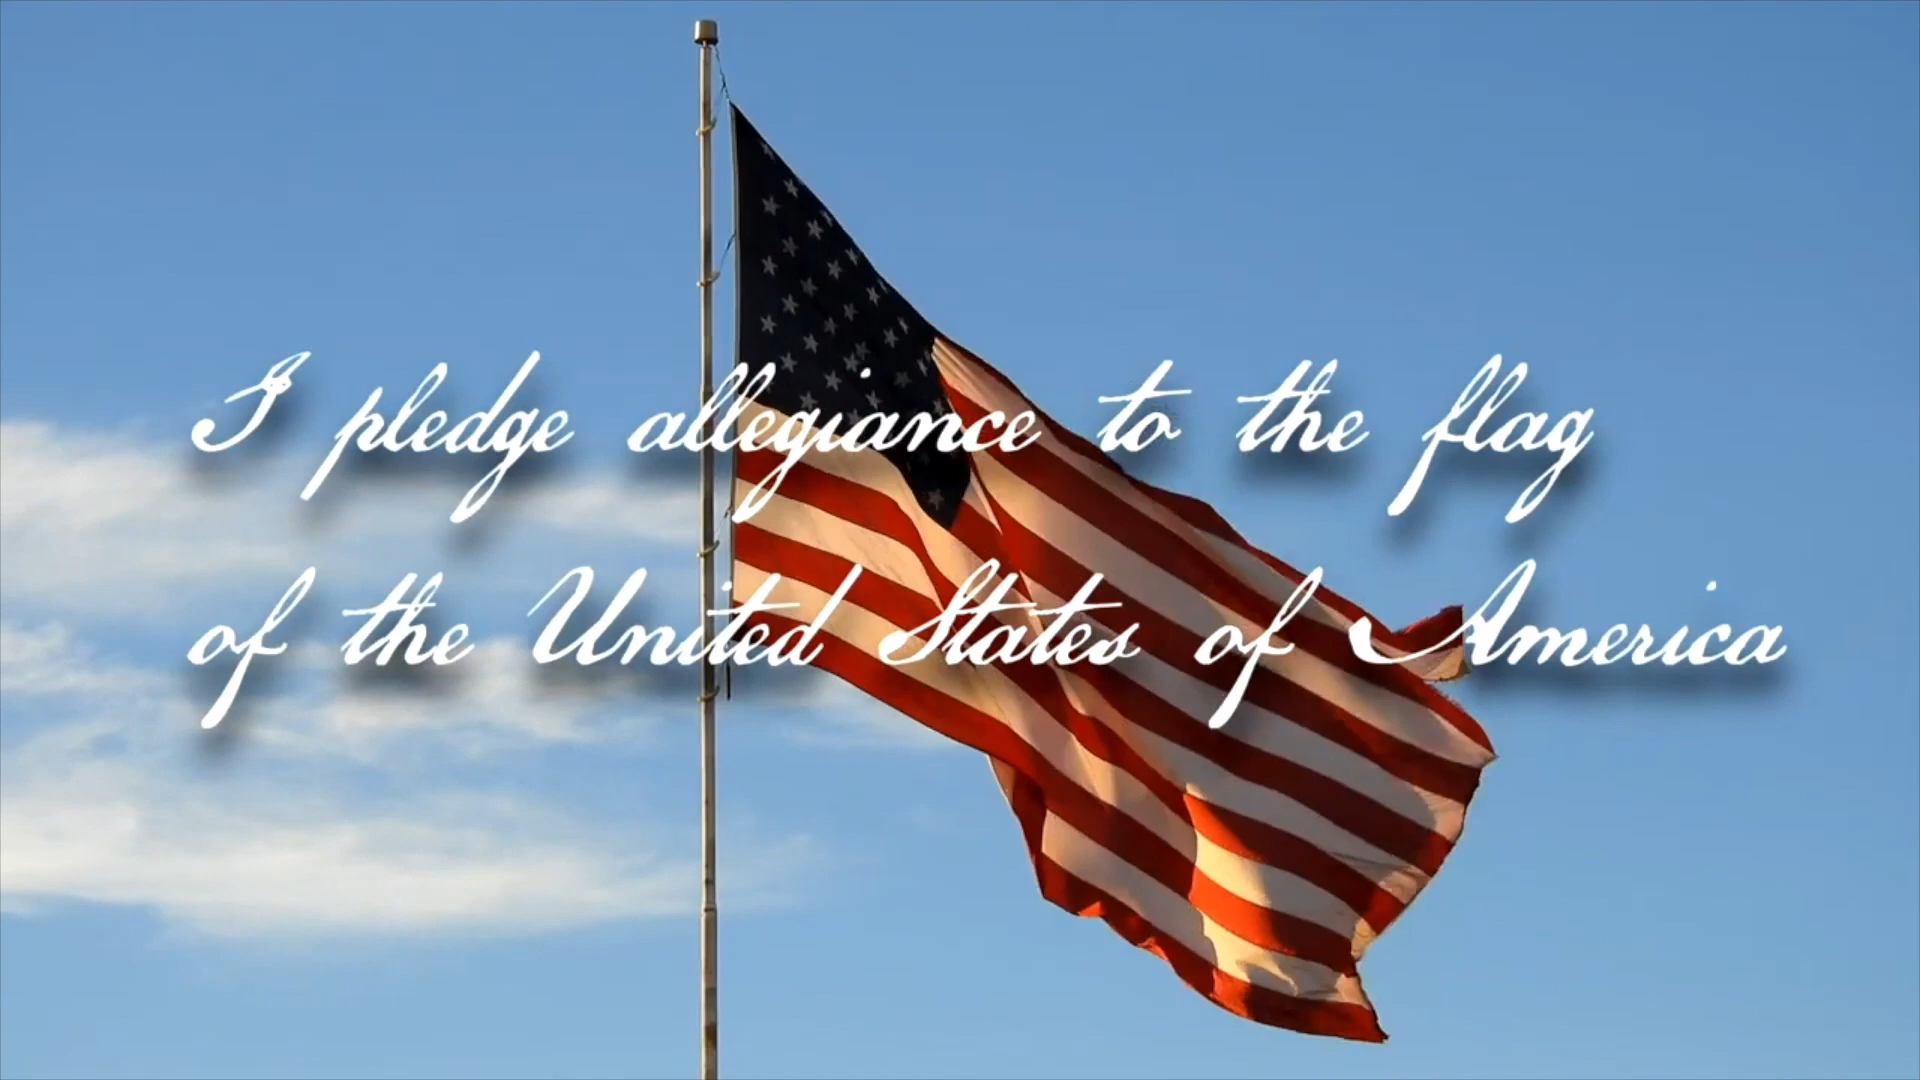 I pledge allegiance to the flag
of the United States of America